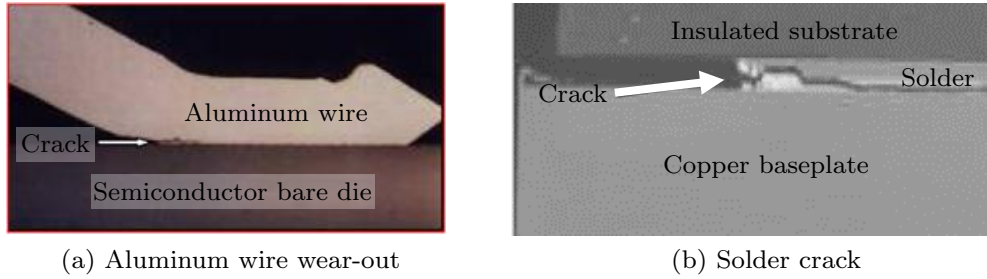 Aluminum wire
Crack
Semiconductor bare die
(a) Aluminum wire wear-out
Insulated substrate
Solder
Crack
Copper baseplate
(b) Solder crack